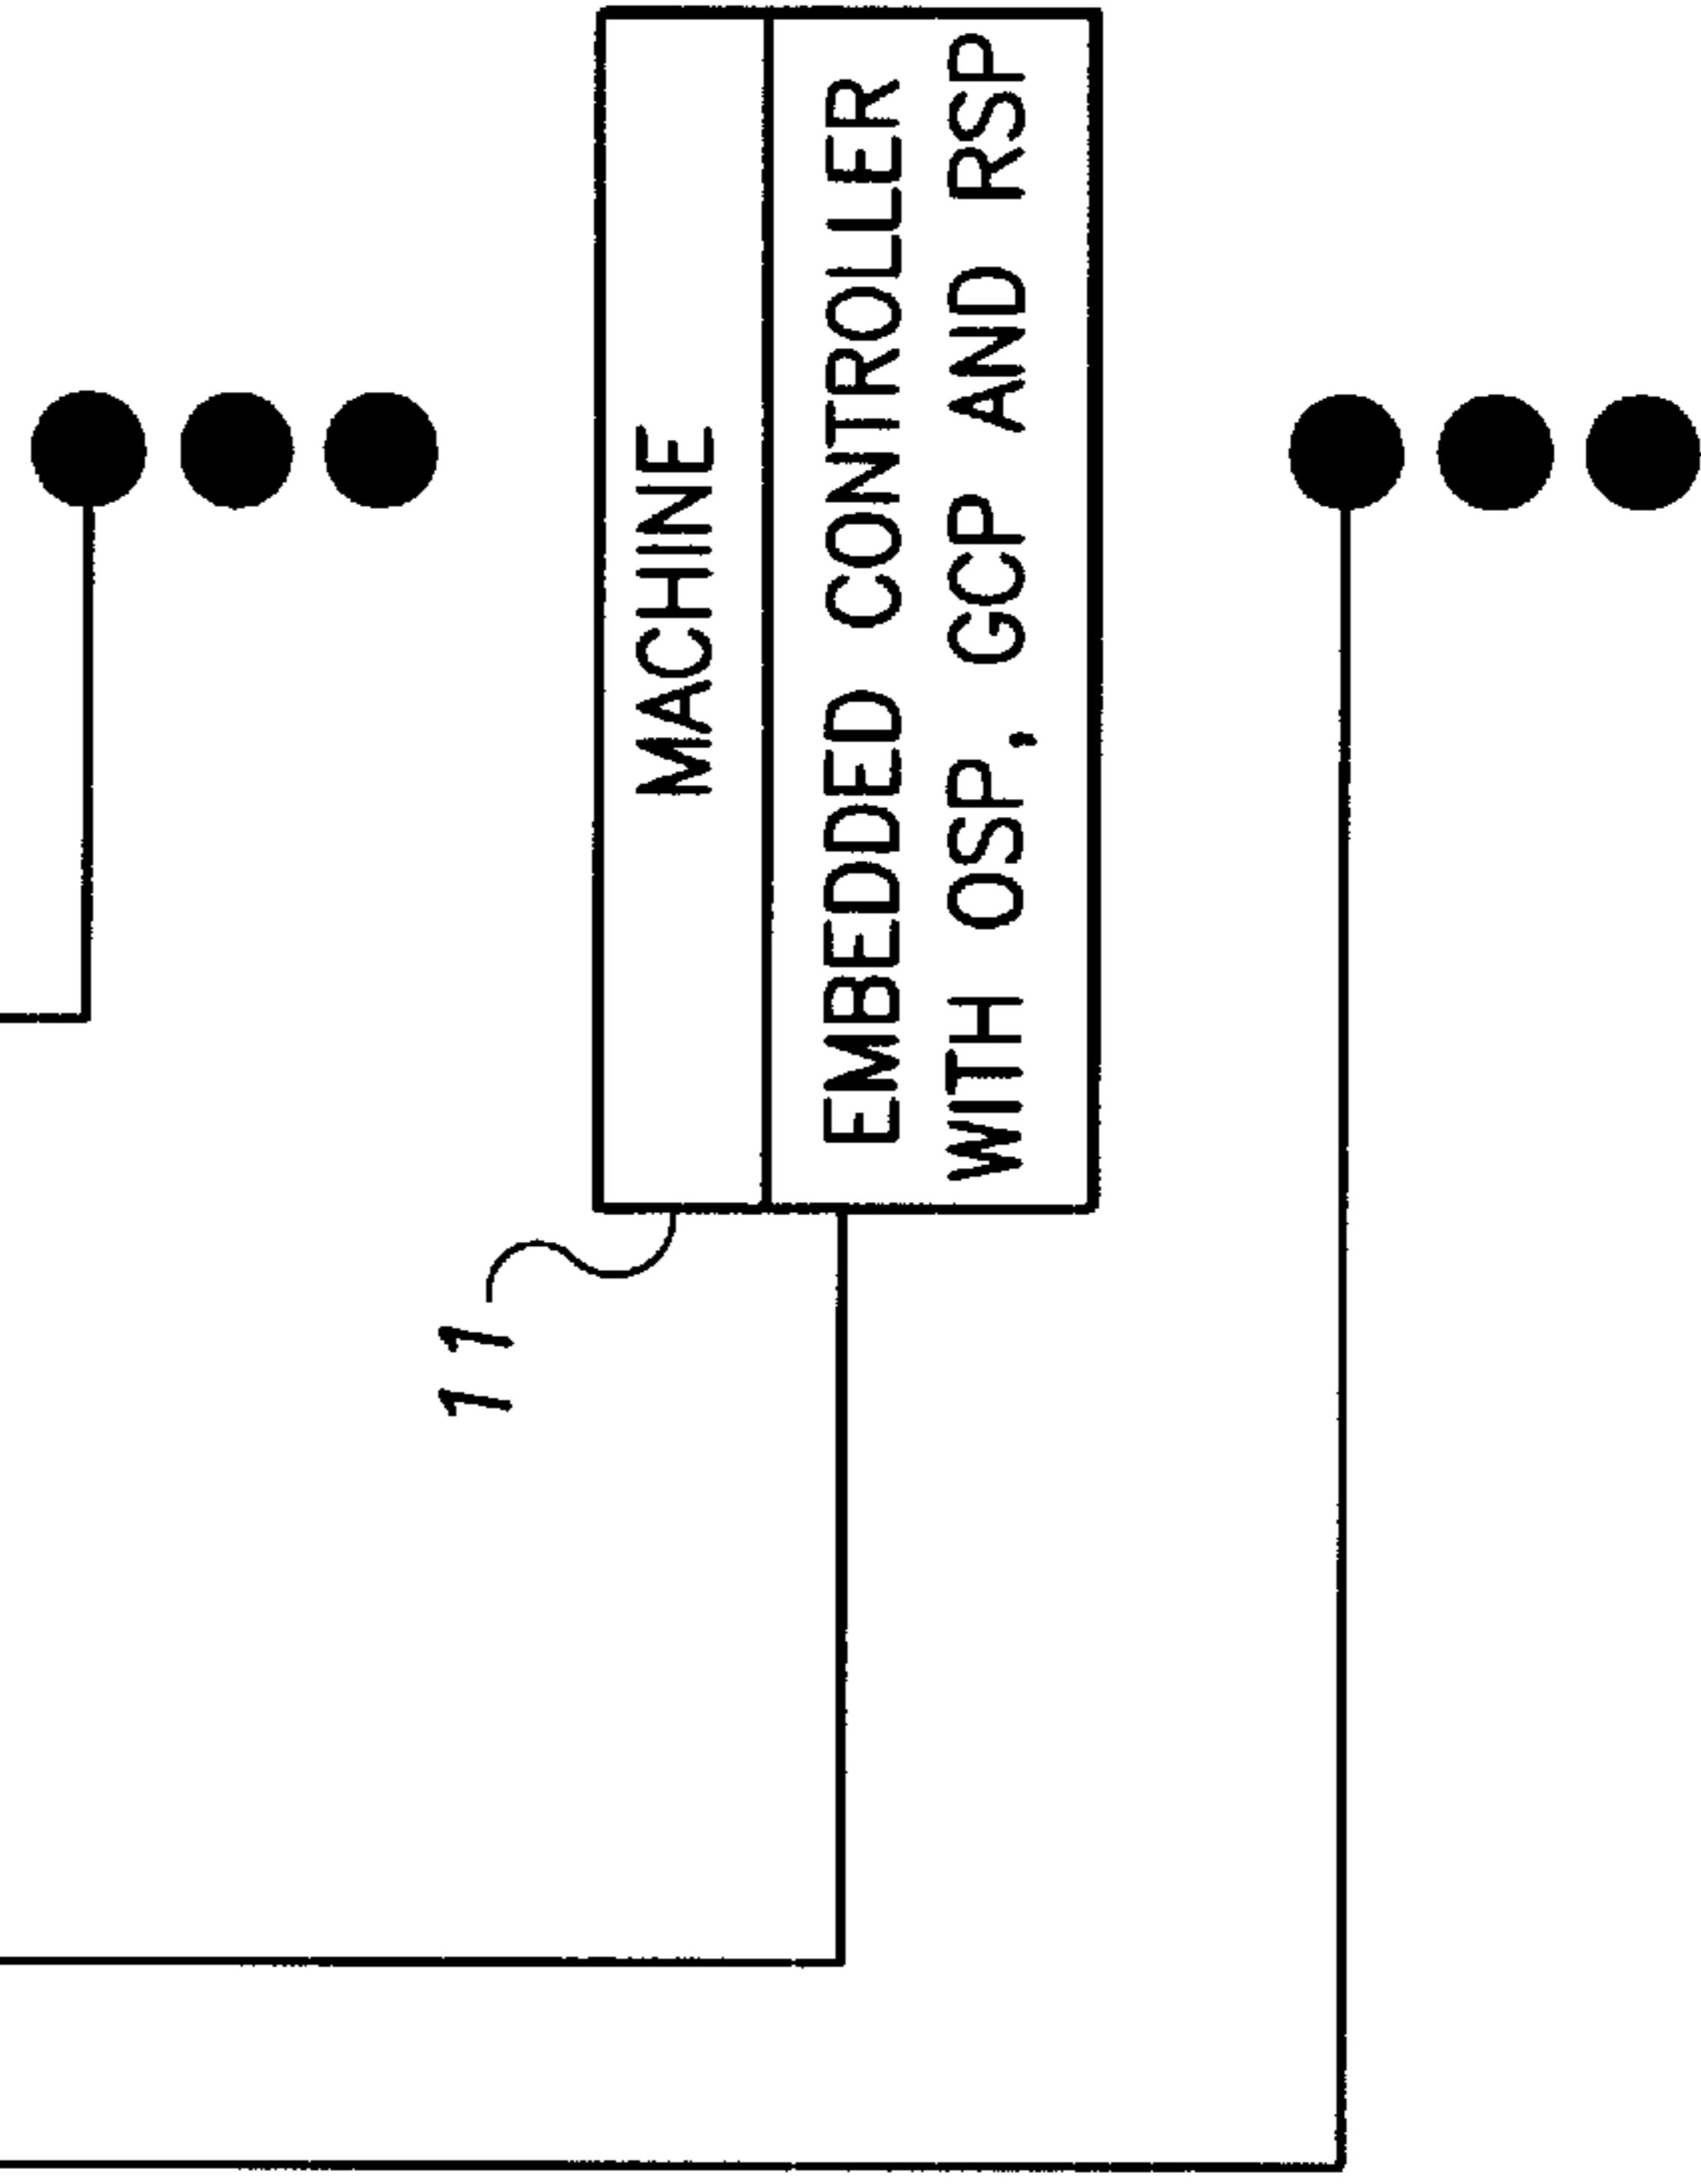 MACHINE
EMBEDDED CONTROLLER
WITH OSP, GCP AND RSP
11